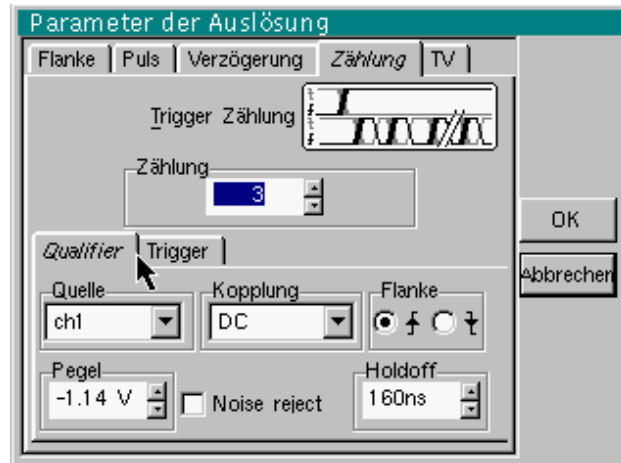 Parameter der Auslösung
Flanke Puls Verzögerung Zählung TV
Trigger Zählung
Zählung
3
OK
Qualifier Trigger
Abbrechen
Quelle Kopplung Flanke
ch1 DC
Pegel Holdoff
-1.14 V Noise reject 160ns